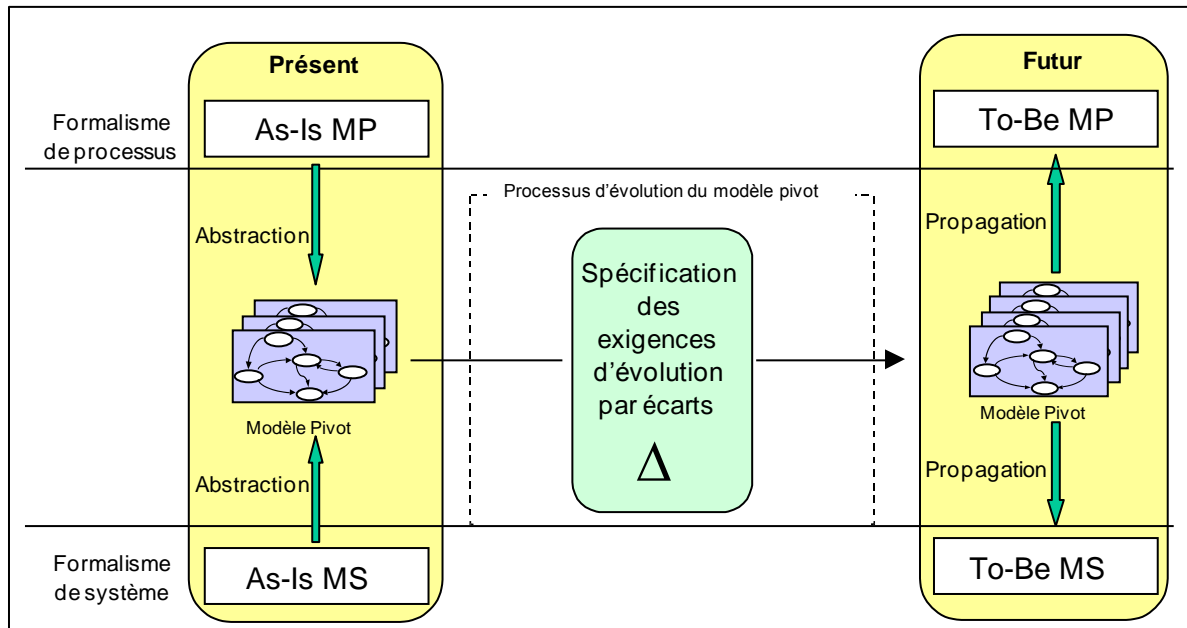 Présent
Futur
As-Is MP
To-Be MP
Formalisme
de processus
Processus d'évolution du modèle pivot
Abstraction
Propagation
Spécification
des
exigences
d'évolution
par écarts
Δ
Modèle Pivot
Modèle Pivot
Abstraction
Propagation
Formalisme
de système
As-Is MS
To-Be MS